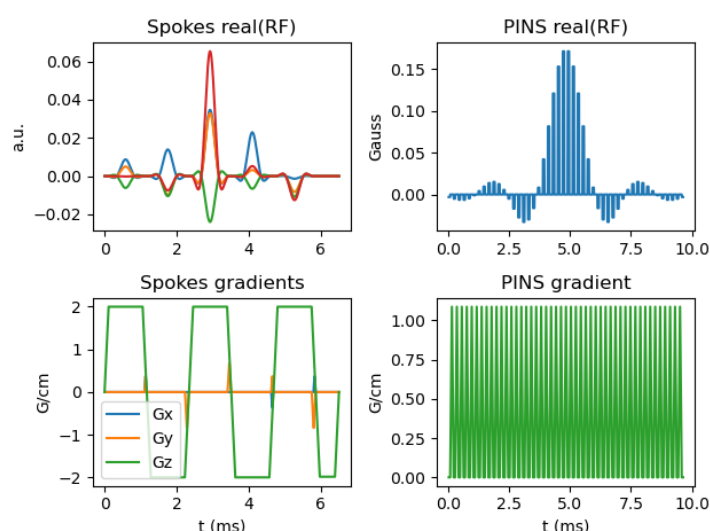 Spokes real(RF)
a.u.
0.06
0.04
0.02
0.00
−0.02
0
2
4
6
PINS real(RF)
Gauss
0.15
0.10
0.05
0.00
0.0
2.5
5.0
7.5
10.0
Spokes gradients
G/cm
2
1
0
−1
−2
Gx
Gy
Gz
0
2
4
6
t (ms)
PINS gradient
G/cm
1.00
0.75
0.50
0.25
0.00
0.0
2.5
5.0
7.5
10.0
t (ms)